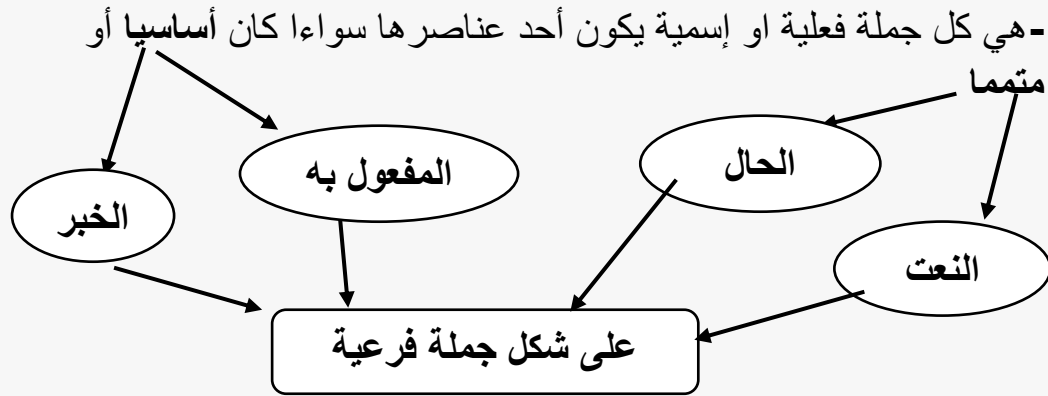 -هي كل جملة فعلية او إسمية يكون أحد عناصرها سواءا كان أساسيا أو
متمما
الحال
المفعول به
الخبر
النعت
على شكل جملة فرعية